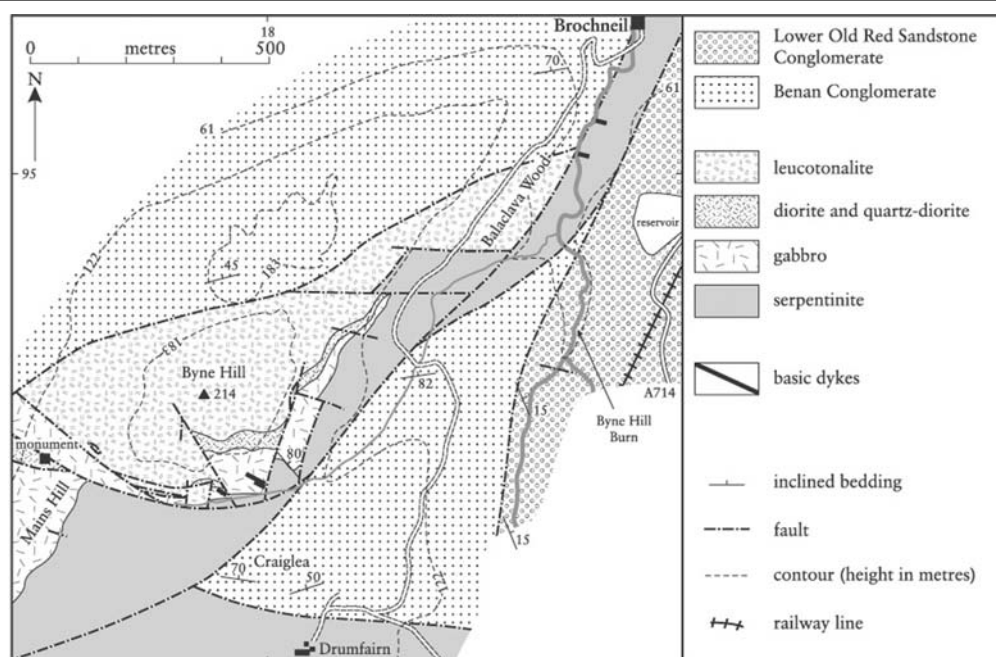 18
0 metres 500
N
Brochneil
70
61
61
95
Balaclava Wood
reservoir
122
45
183
183
Byne Hill
214
82
A714
15
Byne Hill
Burn
monument
80
Mains Hill
15
Craiglea
70
50
122
Drumfairn
Lower Old Red Sandstone
Conglomerate
Benan Conglomerate
leucotonalite
diorite and quartz-diorite
gabbro
serpentinite
basic dykes
inclined bedding
fault
contour (height in metres)
railway line